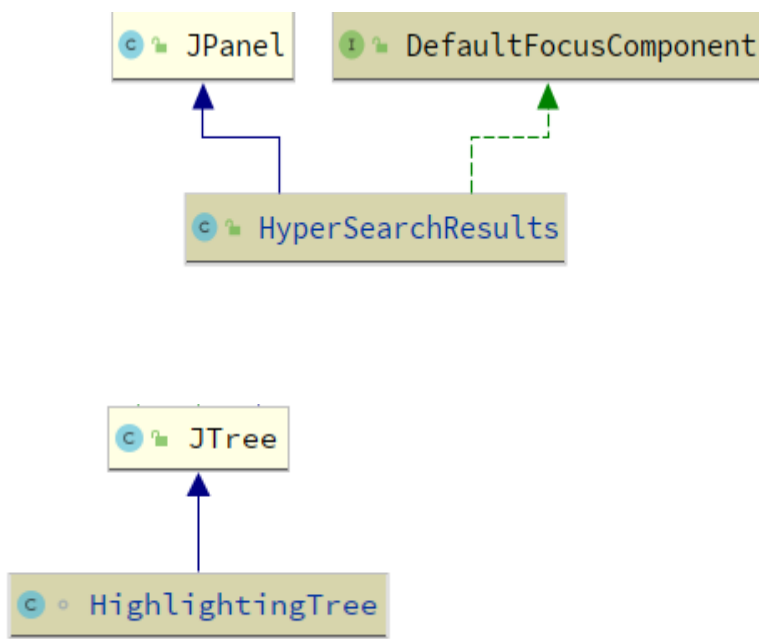 C JPanel
I DefaultFocusComponent
C HyperSearchResults
C JTree
C HighlightingTree